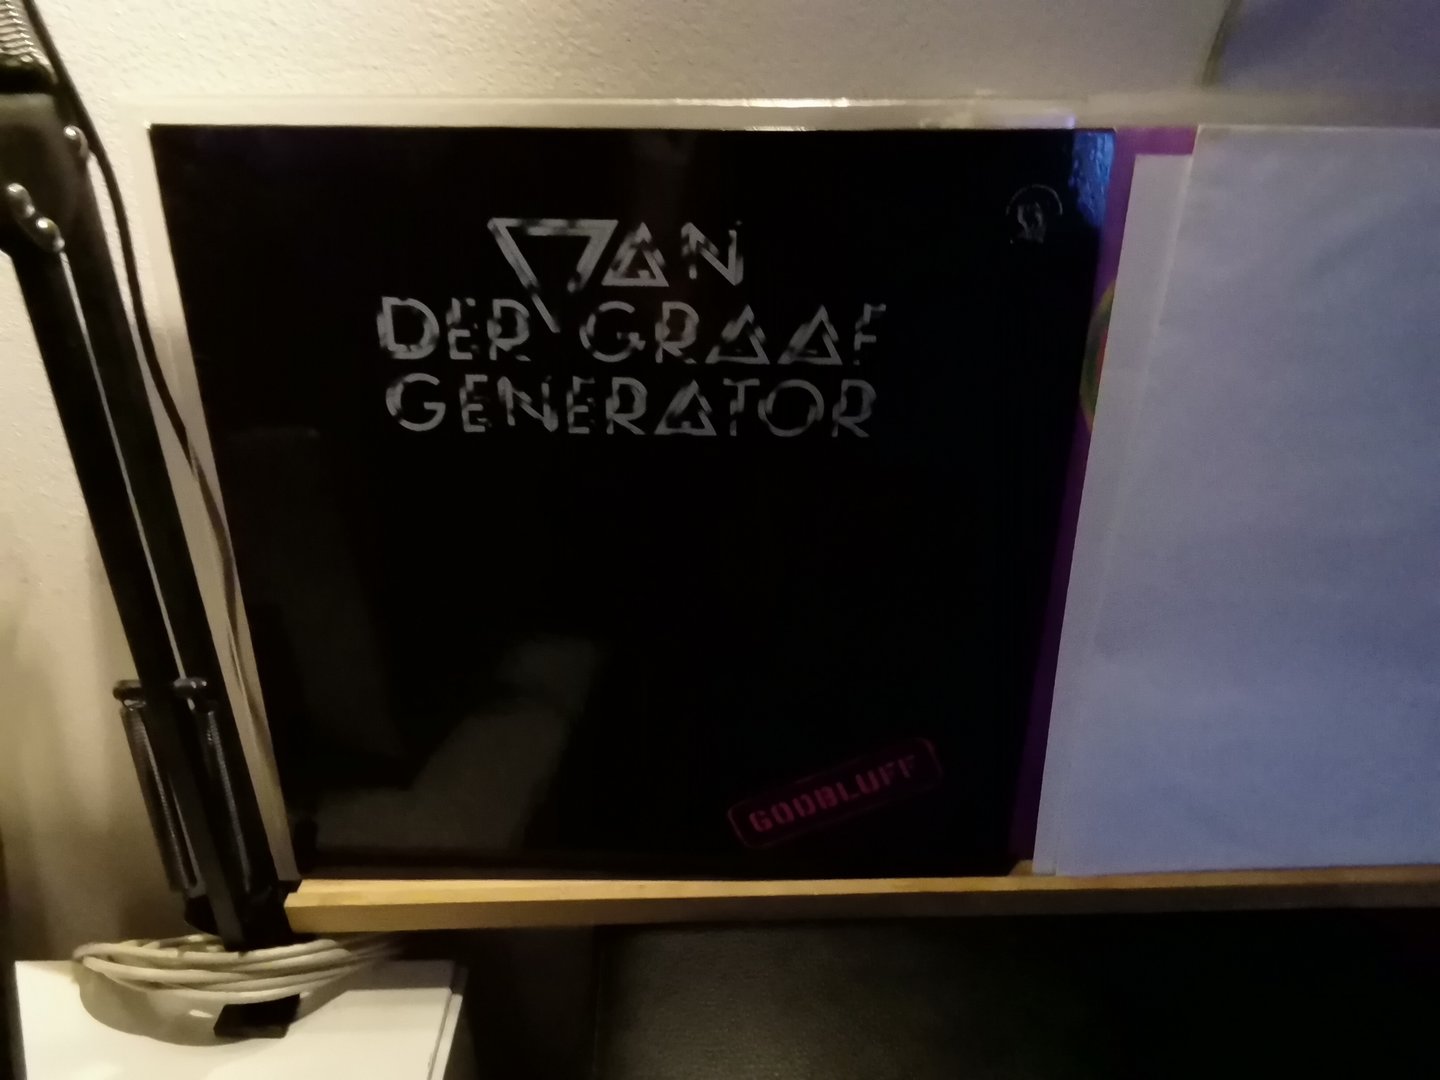 VAN
DER GRAAF
GENERATOR
GODBLUFF